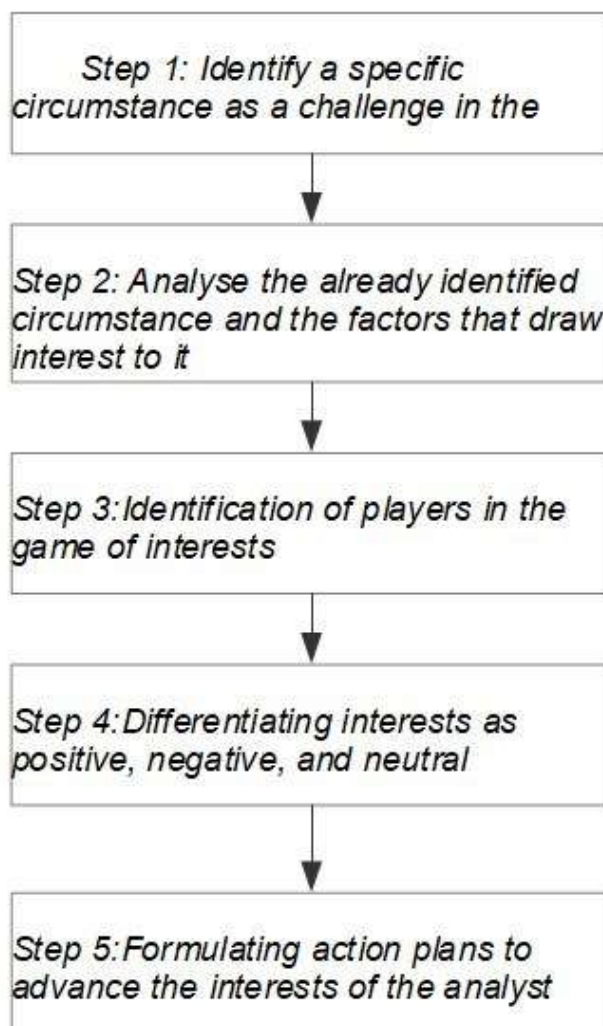 Step 1: Identify a specific
circumstance as a challenge in the
Step 2: Analyse the already identified
circumstance and the factors that draw
interest to it
Step 3:Identification of players in the
game of interests
Step 4:Differentiating interests as
positive, negative, and neutral
Step 5:Formulating action plans to
advance the interests of the analyst